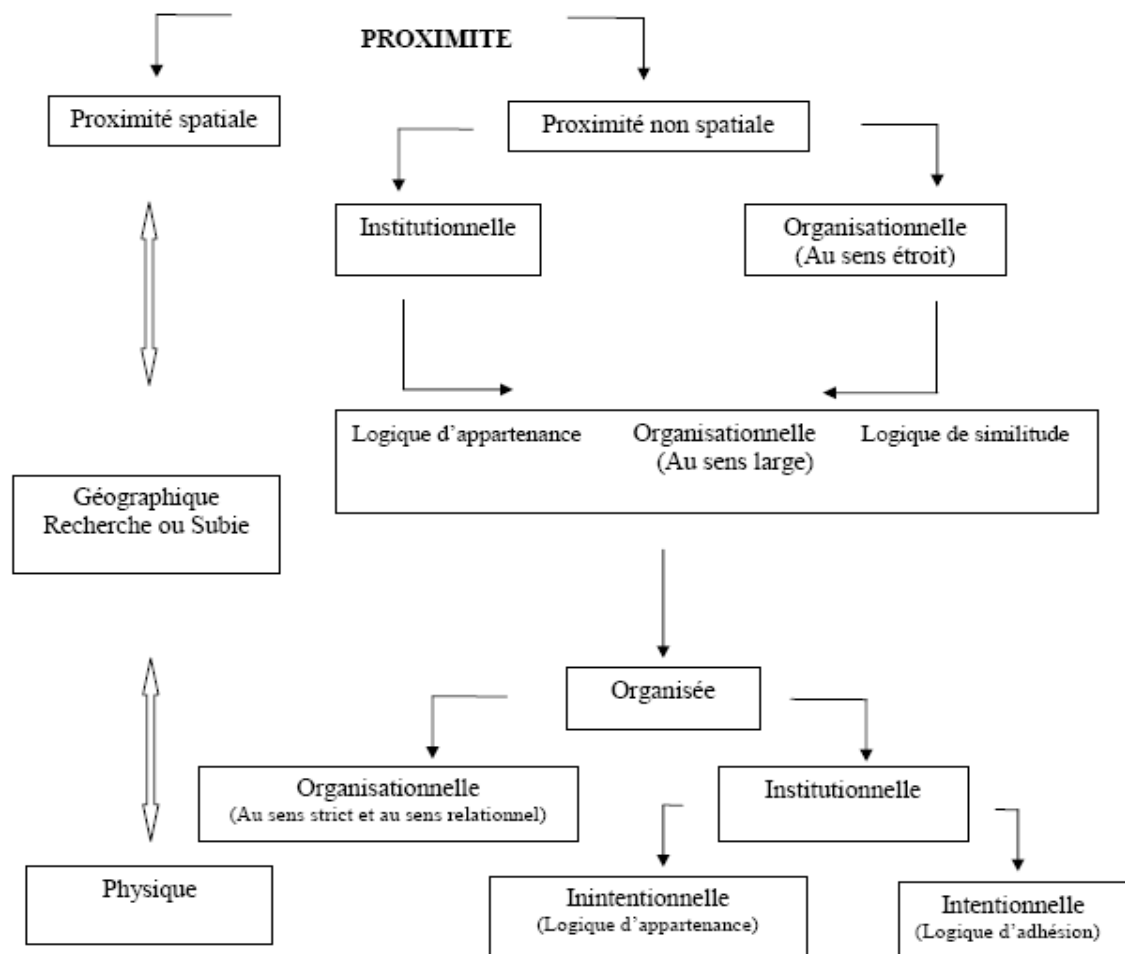 PROXIMITE
Proximité spatiale
Proximité non spatiale
Institutionnelle
Organisationnelle
(Au sens étroit)
Logique d'appartenance
Organisationnelle
(Au sens large)
Logique de similitude
Géographique
Recherche ou Subie
Organisée
Organisationnelle
(Au sens strict et au sens relationnel)
Institutionnelle
Physique
Inintentionnelle
(Logique d'appartenance)
Intentionnelle
(Logique d'adhésion)